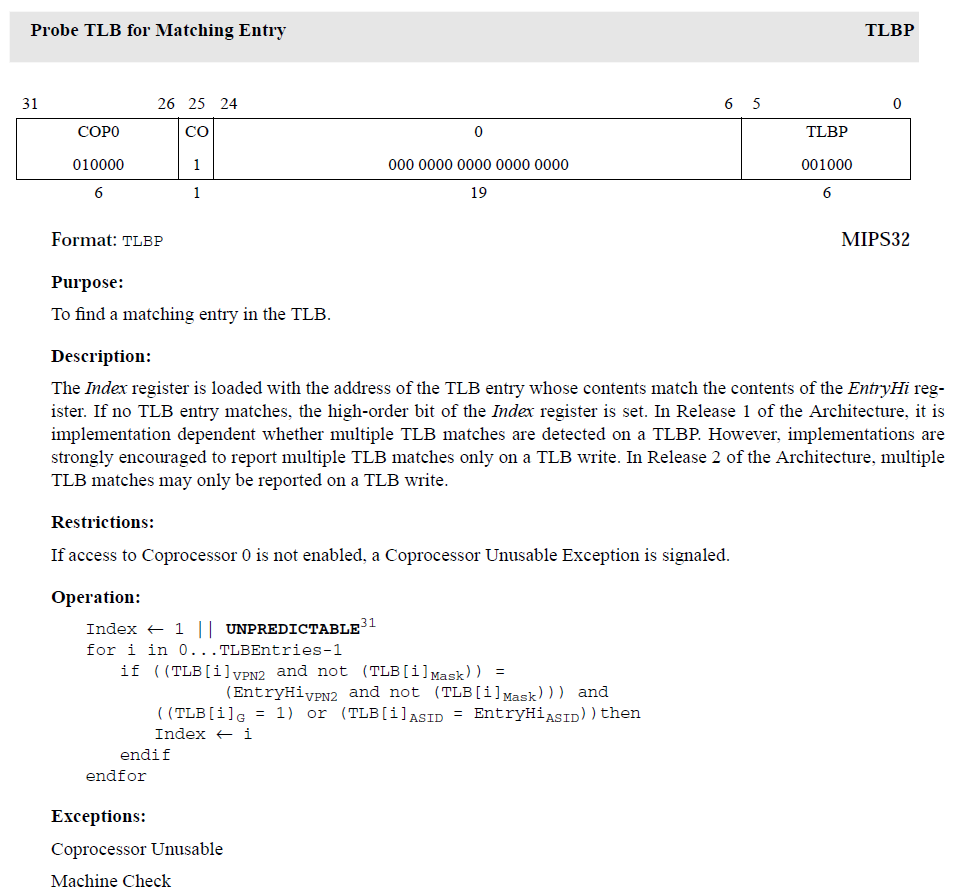 Probe TLB for Matching Entry TLBP
31 26 25 24 6 5 0
COP0 CO 0 TLBP
010000 1 000 0000 0000 0000 0000 001000
6 1 19 6
Format: TLBP MIPS32
Purpose:
To find a matching entry in the TLB.
Description:
The Index register is loaded with the address of the TLB entry whose contents match the contents of the EntryHi reg-
ister. If no TLB entry matches, the high-order bit of the Index register is set. In Release 1 of the Architecture, it is
implementation dependent whether multiple TLB matches are detected on a TLBP. However, implementations are
strongly encouraged to report multiple TLB matches only on a TLB write. In Release 2 of the Architecture, multiple
TLB matches may only be reported on a TLB write.
Restrictions:
If access to Coprocessor 0 is not enabled, a Coprocessor Unusable Exception is signaled.
Operation:
Index ← 1 || UNPREDICTABLE31
for i in 0...TLBEntries-1
if ((TLB[i]VPN2 and not (TLB[i]Mask)) =
(EntryHiVPN2 and not (TLB[i]Mask))) and
((TLB[i]G = 1) or (TLB[i]ASID = EntryHiASID))then
Index ← i
endif
endfor
Exceptions:
Coprocessor Unusable
Machine Check